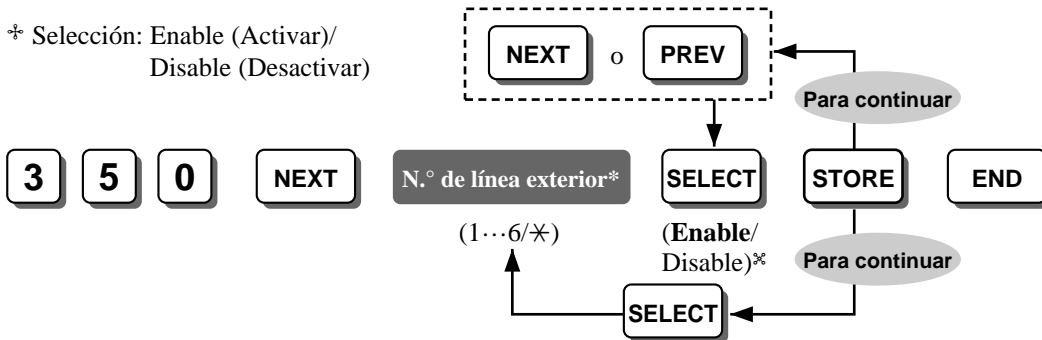 ✢ Selección: Enable (Activar)/
Disable (Desactivar)
NEXT o PREV
Para continuar
3 5 0 NEXT N.° de línea exterior* SELECT STORE END
(1···6/✳) (Enable/
Disable)✠
Para continuar
SELECT